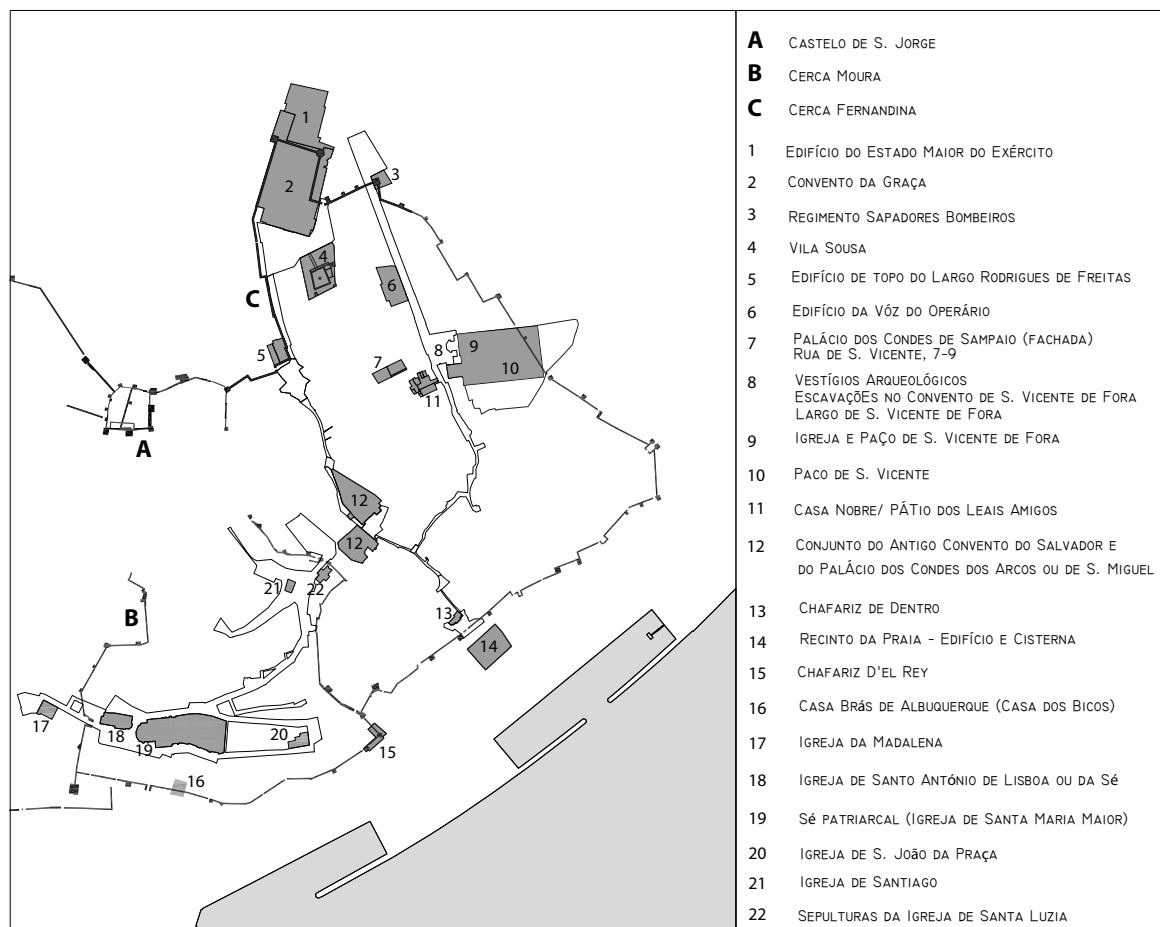 1
2
3
4
C
6
5
9
8
7
10
11
A
12
12
21
22
B
13
14
17
18
19
20
15
16
A CASTELO DE S. JORGE
B CERCA MOURA
C CERCA FERNANDINA
1 EDIFÍCIO DO ESTADO MAIOR DO EXÉRCITO
2 CONVENTO DA GRAÇA
3 REGIMENTO SAPADORES BOMBEIROS
4 VILA SOUSA
5 EDIFÍCIO DE TOPO DO LARGO RODRIGUES DE FREITAS
6 EDIFÍCIO DA VÓZ DO OPERÁRIO
7 PALÁCIO DOS CONDES DE SAMPAIO (FACHADA)
RUA DE S. VICENTE, 7-9
8 VESTÍGIOS ARQUEOLÓGICOS
ESCAVAÇÕES NO CONVENTO DE S. VICENTE DE FORA
LARGO DE S. VICENTE DE FORA
9 IGREJA E PAÇO DE S. VICENTE DE FORA
10 PACO DE S. VICENTE
11 CASA NOBRE/ PÁTIO DOS LEAIS AMIGOS
12 CONJUNTO DO ANTIGO CONVENTO DO SALVADOR E
DO PALÁCIO DOS CONDES DOS ARCOS OU DE S. MIGUEL
13 CHAFARIZ DE DENTRO
14 RECINTO DA PRAIA - EDIFÍCIO E CISTERNA
15 CHAFARIZ D'EL REY
16 CASA BRÁS DE ALBUQUERQUE (CASA DOS BICOS)
17 IGREJA DA MADALENA
18 IGREJA DE SANTO ANTÓNIO DE LISBOA OU DA SÉ
19 SÉ PATRIARCAL (IGREJA DE SANTA MARIA MAIOR)
20 IGREJA DE S. JOÃO DA PRAÇA
21 IGREJA DE SANTIAGO
22 SEPULTURAS DA IGREJA DE SANTA LUZIA